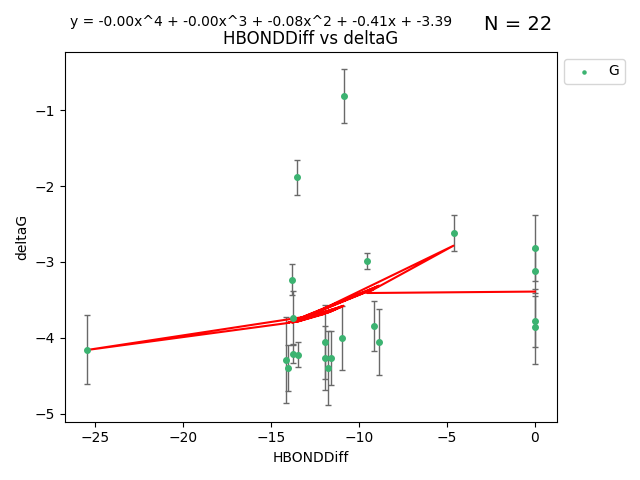 y = -0.00x^4 + -0.00x^3 + -0.08x^2 + -0.41x + -3.39
N = 22
HBONDDiff vs deltaG
G
−1
−2
−3
−4
−5
deltaG
−25
−20
−15
−10
−5
0
HBONDDiff